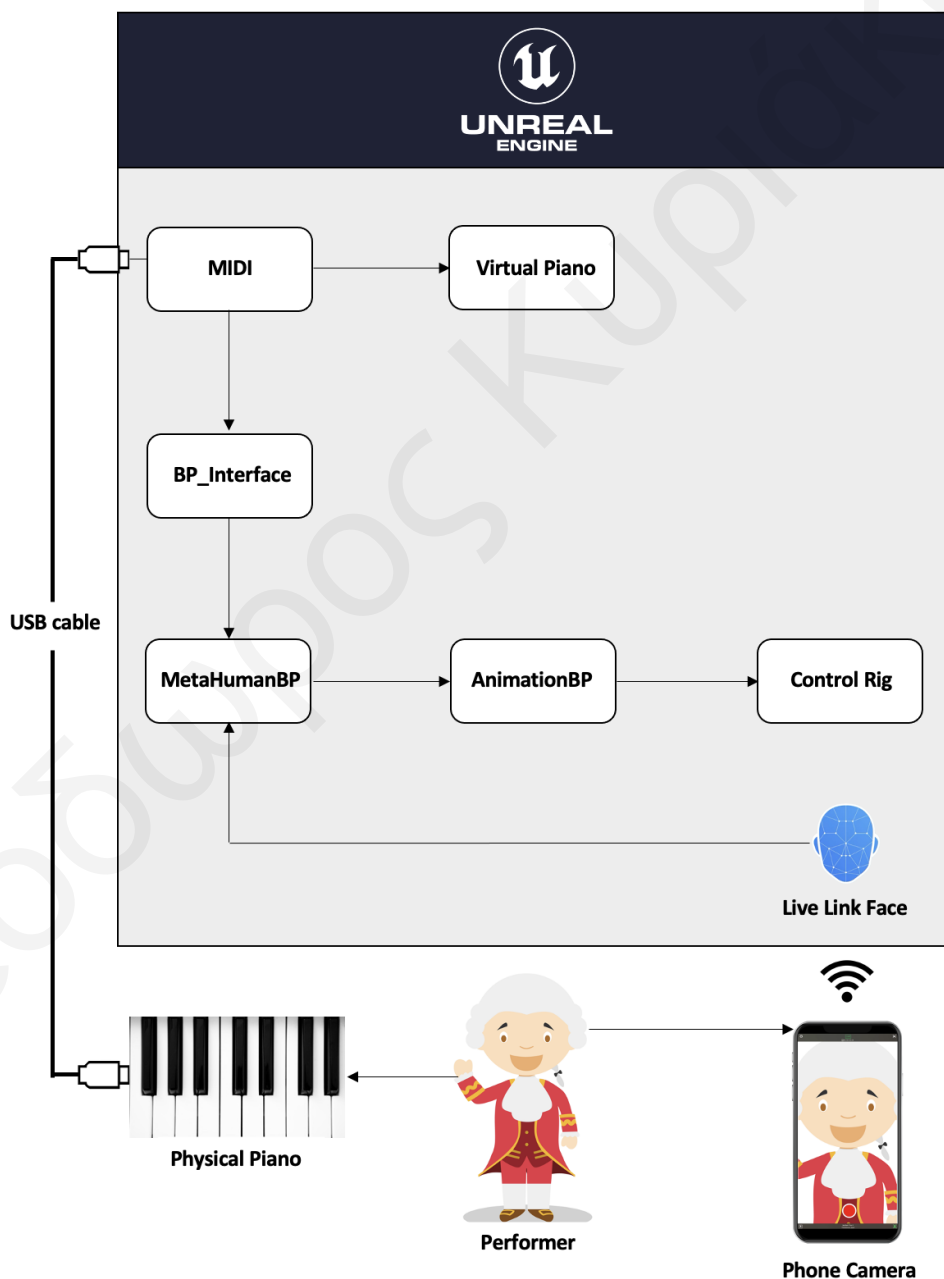 UNREAL
ENGINE
MIDI
Virtual Piano
BP_Interface
USB cable
MetaHumanBP
AnimationBP
Control Rig
Live Link Face
Physical Piano
Performer
Phone Camera